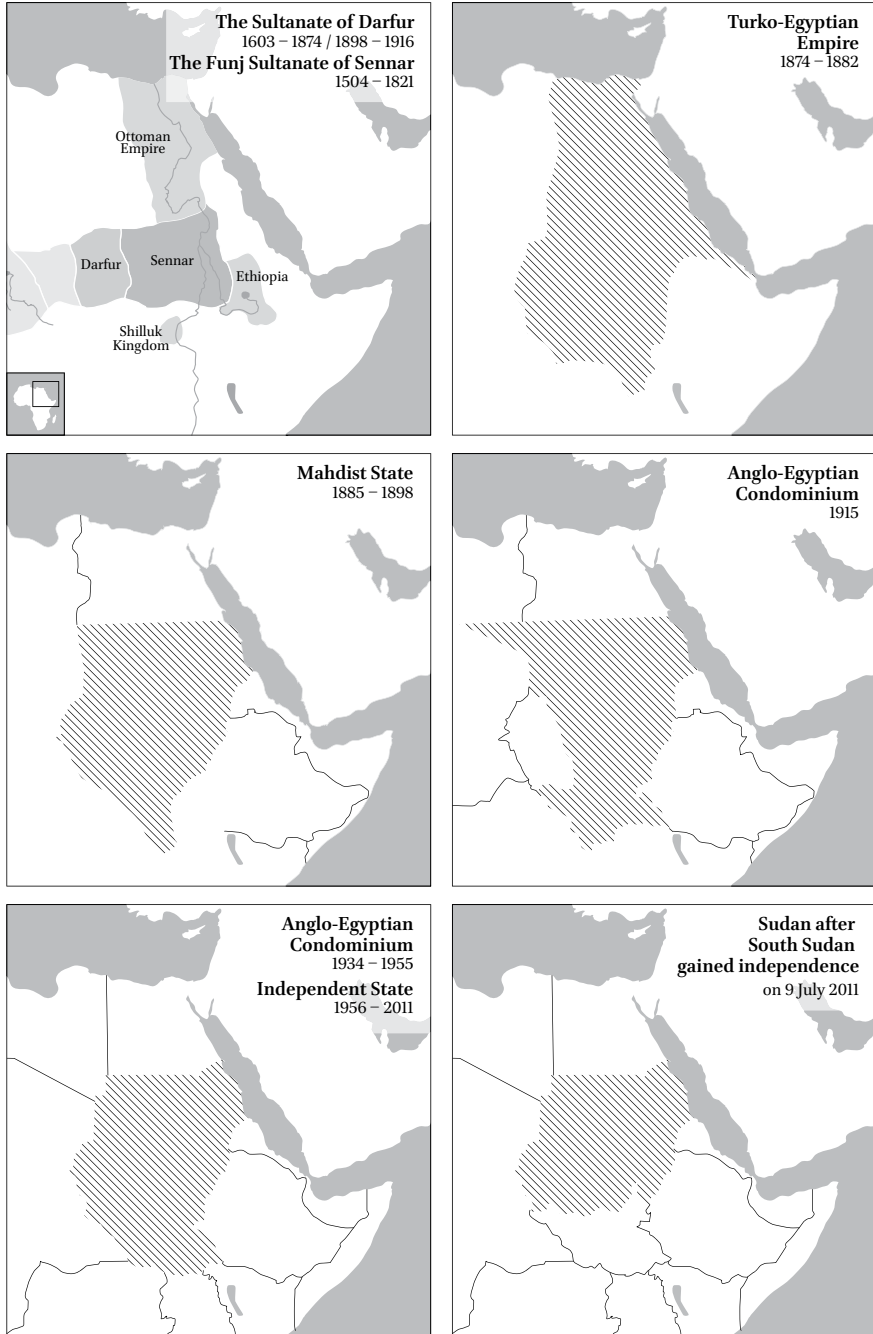 The Sultanate of Darfur
1603 – 1874 / 1898 – 1916
The Funj Sultanate of Sennar
1504 – 1821
Ottoman
Empire
Darfur
Sennar
Ethiopia
Shilluk
Kingdom
Turko-Egyptian
Empire
1874 – 1882
Mahdist State
1885 – 1898
Anglo-Egyptian
Condominium
1915
Anglo-Egyptian
Condominium
1934 – 1955
Independent State
1956 – 2011
Sudan after
South Sudan
gained independence
on 9 July 2011